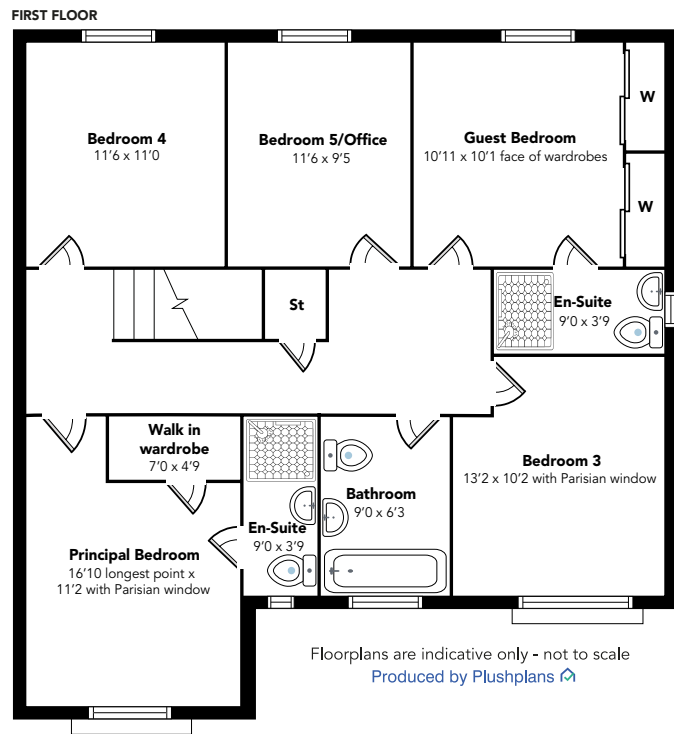 FIRST FLOOR
Bedroom 4
11'6 x 11'0
Bedroom 5/Office
11'6 x 9'5
Guest Bedroom
10'11 x 10'1 face of wardrobes
W
W
St
En-Suite
9'0 x 3'9
Walk in
wardrobe
7'0 x 4'9
Bathroom
9'0 x 6'3
Bedroom 3
13'2 x 10'2 with Parisian window
En-Suite
9'0 x 3'9
Principal Bedroom
16'10 longest point x
11'2 with Parisian window
Floorplans are indicative only - not to scale
Produced by Plushplans